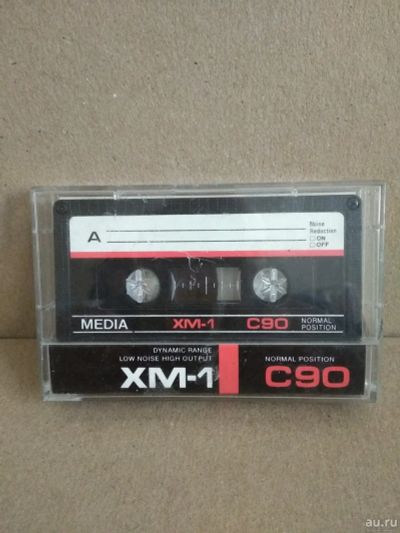 A
Noise
Reduction
ON
OFF
MEDIA XM-1 C90 NORMAL
POSITION
DYNAMIC RANGE
LOW NOISE HIGH OUTPUT
NORMAL POSITION
XM-1 C90
au.ru